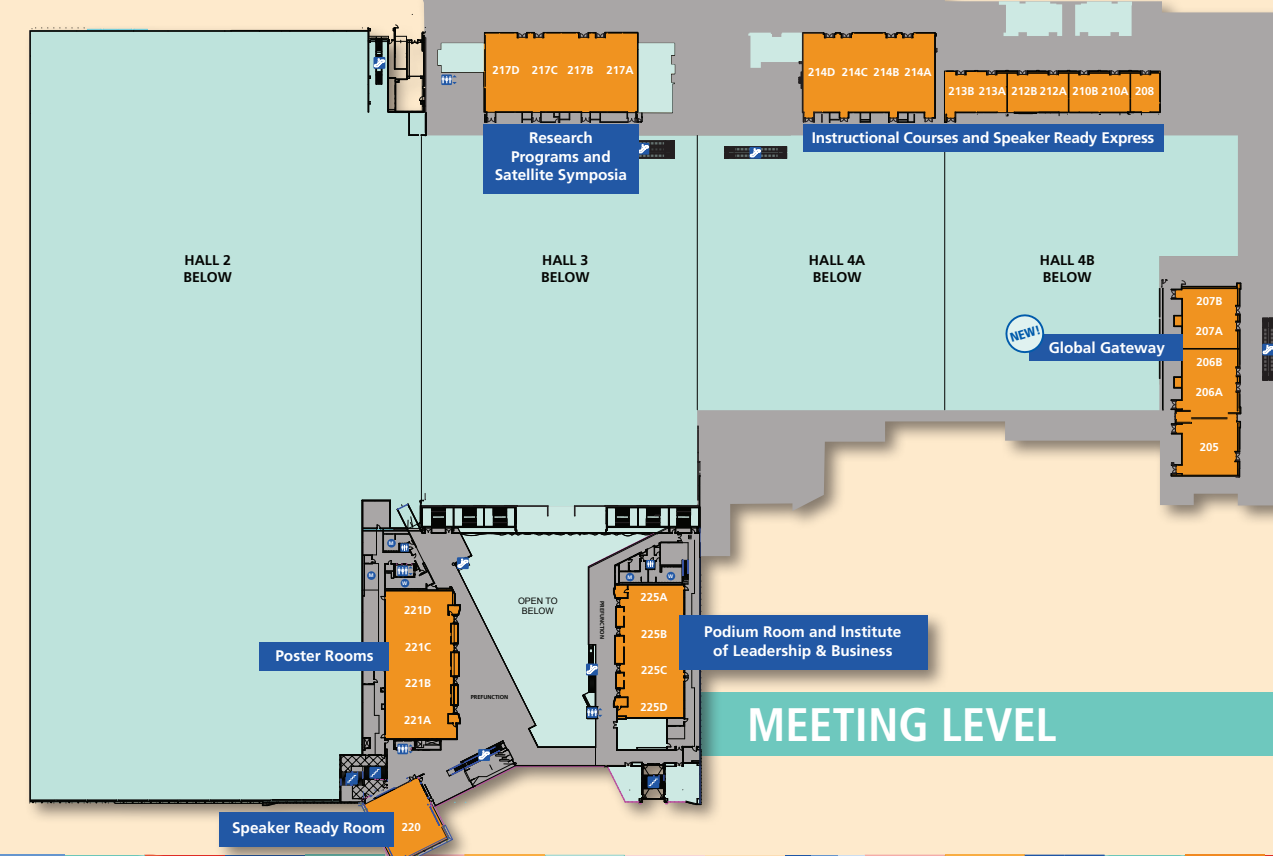 217D 217C 217B 217A
214D 214C 214B 214A
213B 213A 212B 212A 210B 210A 208
Research
Programs and
Satellite Symposia
Instructional Courses and Speaker Ready Express
HALL 2
BELOW
HALL 3
BELOW
HALL 4A
BELOW
HALL 4B
BELOW
NEW!
Global Gateway
207B
207A
206B
206A
205
M
W
M
M
W
OPEN TO
BELOW
PREFUNCTION
PREFUNCTION
221D
221C
221B
221A
Poster Rooms
225A
225B
225C
225D
Podium Room and Institute
of Leadership & Business
MEETING LEVEL
Speaker Ready Room
220